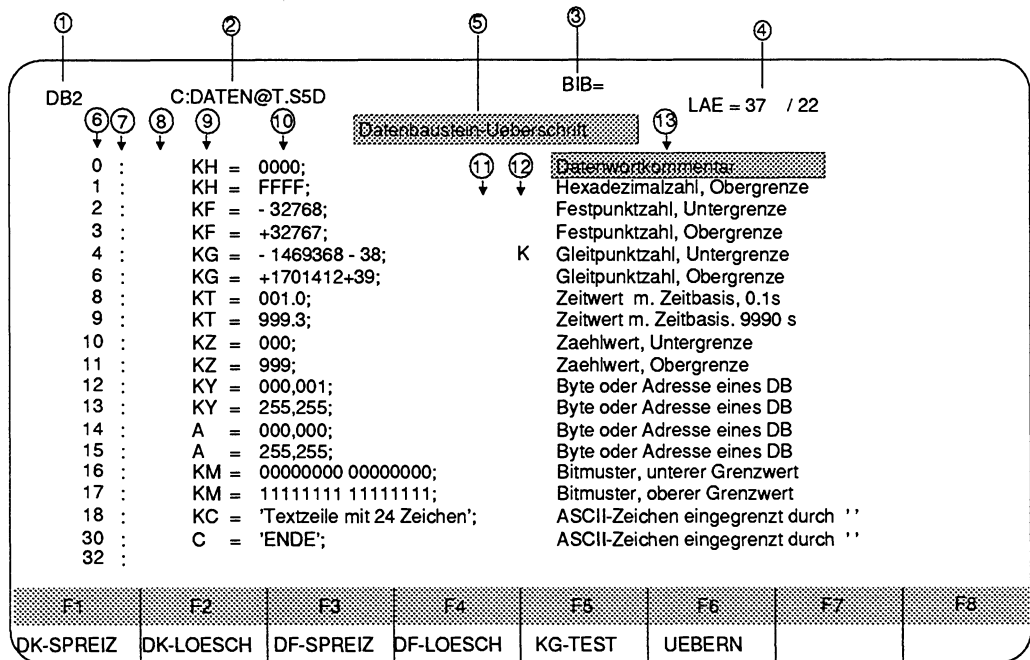 ① ② ⑤ ③ ④
DB2 C:DATEN@T.S5D BIB= LAE = 37 / 22
⑥ ⑦ ⑧ ⑨ ⑩ Datenbaustein-Ueberschrift ⑬
0 : KH = 0000; ⑪ ⑫ Datenwortkommentar
1 : KH = FFFF; Hexadezimalzahl, Obergrenze
2 : KF = - 32768; Festpunktzahl, Untergrenze
3 : KF = +32767; Festpunktzahl, Obergrenze
4 : KG = - 1469368 - 38; K Gleitpunktzahl, Untergrenze
6 : KG = +1701412+39; Gleitpunktzahl, Obergrenze
8 : KT = 001.0; Zeitwert m. Zeitbasis, 0.1s
9 : KT = 999.3; Zeitwert m. Zeitbasis. 9990 s
10 : KZ = 000; Zaehlwert, Untergrenze
11 : KZ = 999; Zaehlwert, Obergrenze
12 : KY = 000,001; Byte oder Adresse eines DB
13 : KY = 255,255; Byte oder Adresse eines DB
14 : A = 000,000; Byte oder Adresse eines DB
15 : A = 255,255; Byte oder Adresse eines DB
16 : KM = 00000000 00000000; Bitmuster, unterer Grenzwert
17 : KM = 11111111 11111111; Bitmuster, oberer Grenzwert
18 : KC = 'Textzeile mit 24 Zeichen'; ASCII-Zeichen eingegrenzt durch ' '
30 : C = 'ENDE'; ASCII-Zeichen eingegrenzt durch ' '
32 :
F1 F2 F3 F4 F5 F6 F7 F8
DK-SPREIZ DK-LOESCH DF-SPREIZ DF-LOESCH KG-TEST UEBERN